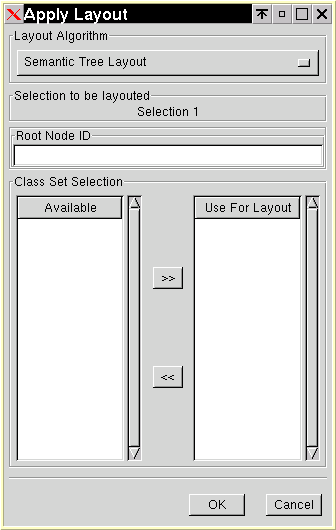 Apply Layout
Layout Algorithm
Semantic Tree Layout
Selection to be layouted
Selection 1
Root Node ID
Class Set Selection
Available Use For Layout
>>
<<
OK Cancel